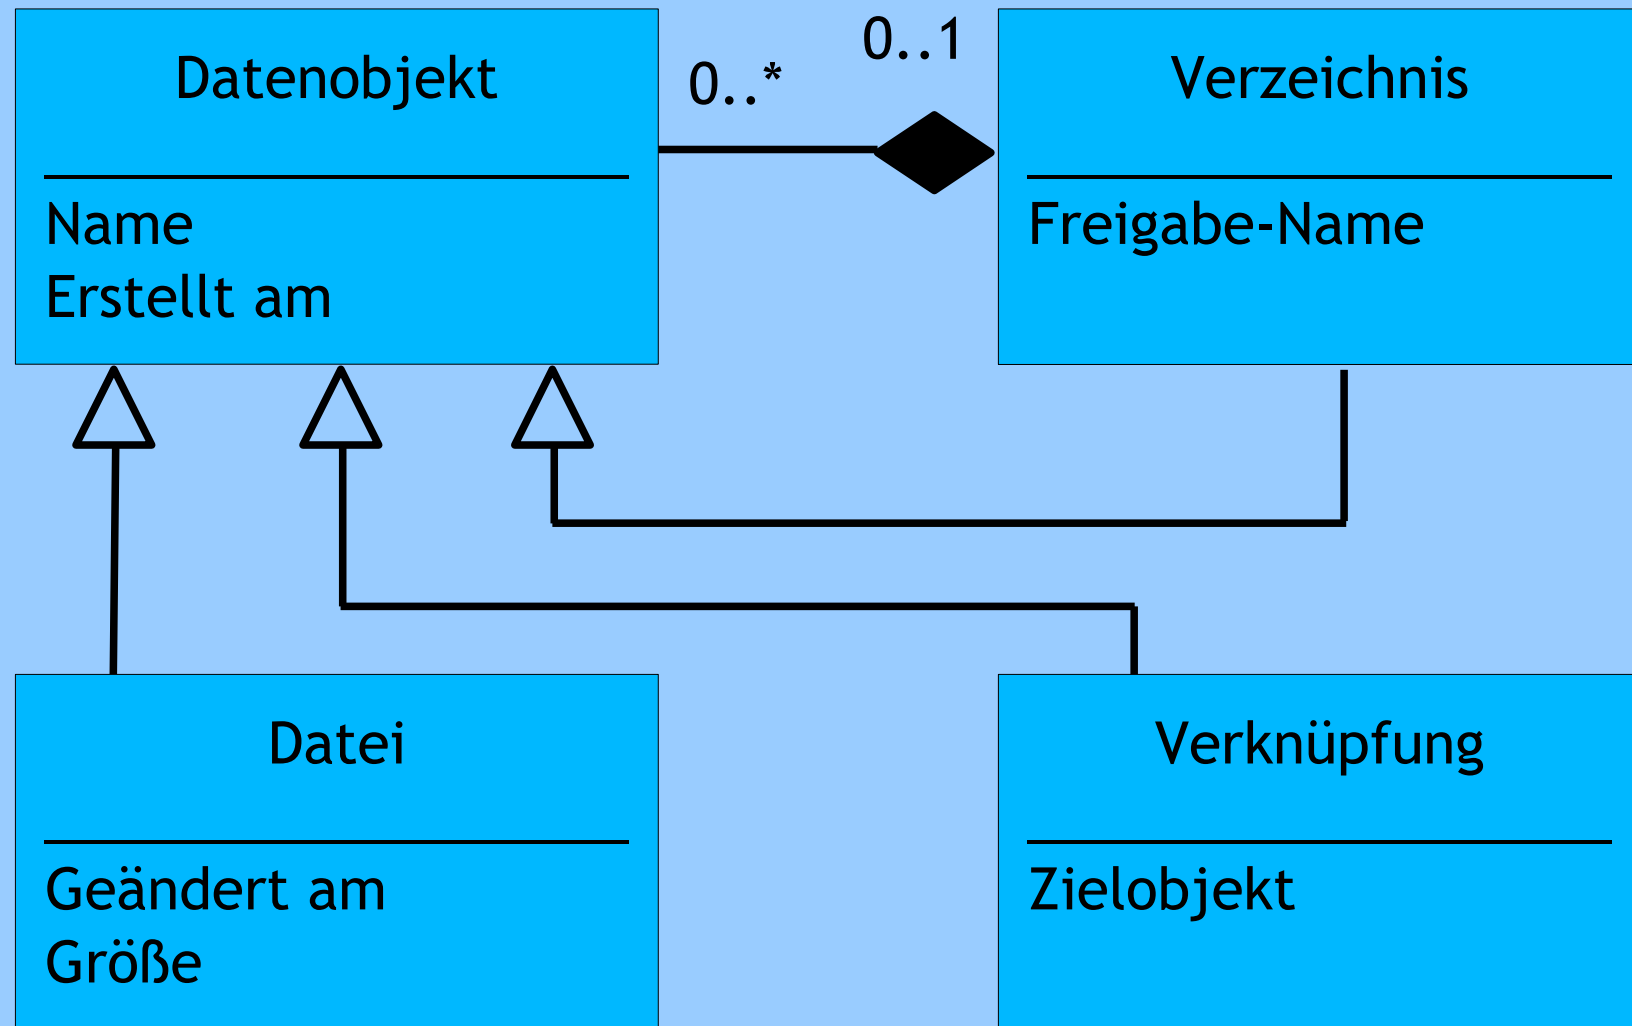 Datenobjekt
Name
Erstellt am
0..*
0..1
Verzeichnis
Freigabe-Name
Datei
Geändert am
Größe
Verknüpfung
Zielobjekt